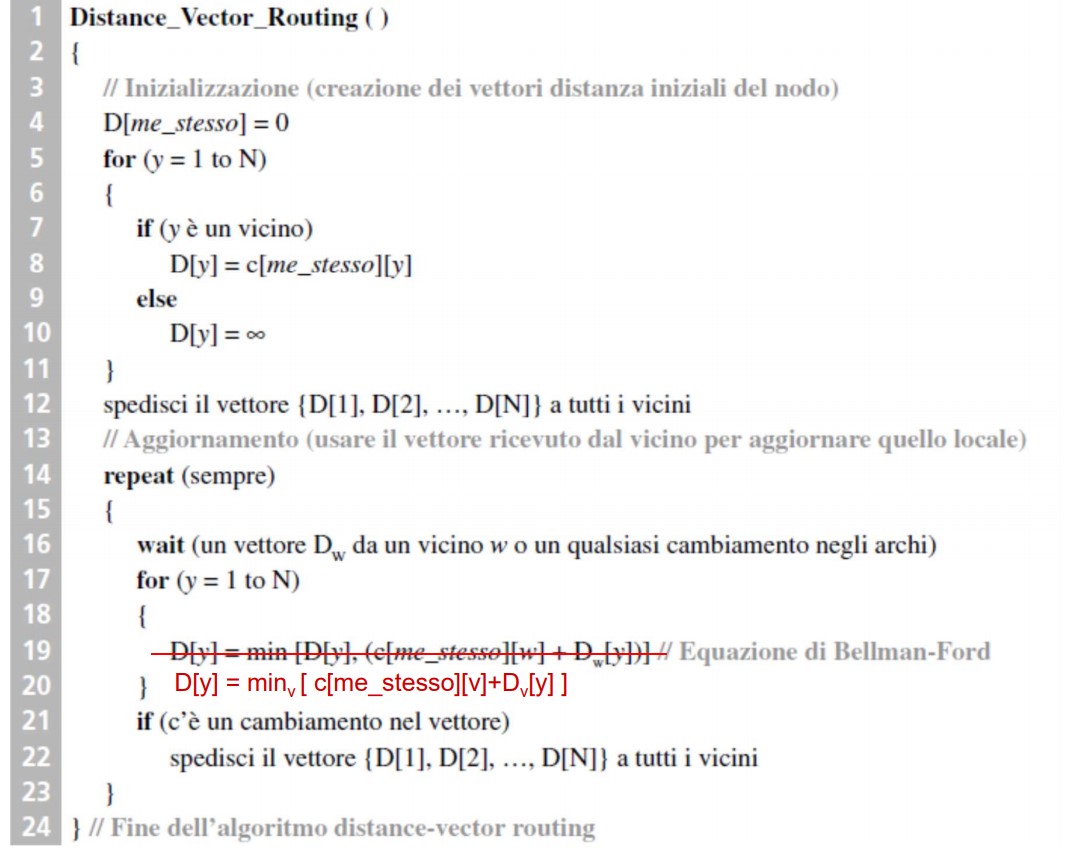 1 Distance_Vector_Routing ( )
2 {
3 // Inizializzazione (creazione dei vettori distanza iniziali del nodo)
4 D[me_stesso] = 0
5 for (y = 1 to N)
6 {
7 if (y è un vicino)
8 D[y] = c[me_stesso][y]
9 else
10 D[y] = ∞
11 }
12 spedisci il vettore {D[1], D[2], …, D[N]} a tutti i vicini
13 // Aggiornamento (usare il vettore ricevuto dal vicino per aggiornare quello locale)
14 repeat (sempre)
15 {
16 wait (un vettore Dw da un vicino w o un qualsiasi cambiamento negli archi)
17 for (y = 1 to N)
18 {
19 D[y] = min [D[y], (c[me_stesso][w] + Dw[y])] // Equazione di Bellman-Ford
20 } D[y] = minv [ c[me_stesso][v]+Dv[y] ]
21 if (c’è un cambiamento nel vettore)
22 spedisci il vettore {D[1], D[2], …, D[N]} a tutti i vicini
23 }
24 } // Fine dell’algoritmo distance-vector routing